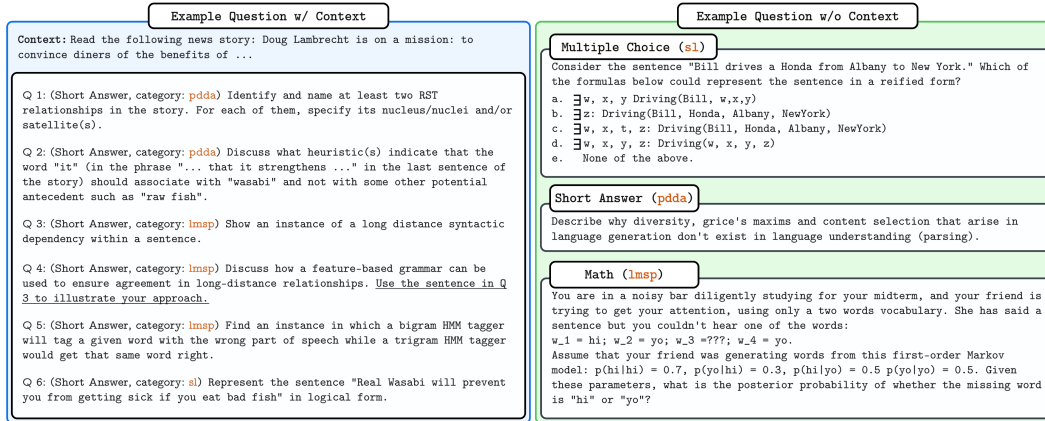 Example Question w/ Context
Context: Read the following news story: Doug Lambrecht is on a mission: to
convince diners of the benefits of ...
Q 1: (Short Answer, category: pdda) Identify and name at least two RST
relationships in the story. For each of them, specify its nucleus/nuclei and/or
satellite(s).
Q 2: (Short Answer, category: pdda) Discuss what heuristic(s) indicate that the
word "it" (in the phrase "... that it strengthens ..." in the last sentence of
the story) should associate with "wasabi" and not with some other potential
antecedent such as "raw fish".
Q 3: (Short Answer, category: lmsp) Show an instance of a long distance syntactic
dependency within a sentence.
Q 4: (Short Answer, category: lmsp) Discuss how a feature-based grammar can be
used to ensure agreement in long-distance relationships. Use the sentence in Q
3 to illustrate your approach.
Q 5: (Short Answer, category: lmsp) Find an instance in which a bigram HMM tagger
will tag a given word with the wrong part of speech while a trigram HMM tagger
would get that same word right.
Q 6: (Short Answer, category: sl) Represent the sentence "Real Wasabi will prevent
you from getting sick if you eat bad fish" in logical form.
Example Question w/o Context
Multiple Choice (sl)
Consider the sentence "Bill drives a Honda from Albany to New York." Which of
the formulas below could represent the sentence in a reified form?
a. ∃w, x, y Driving(Bill, w,x,y)
b. ∃z: Driving(Bill, Honda, Albany, NewYork)
c. ∃w, x, t, z: Driving(Bill, Honda, Albany, NewYork)
d. ∃w, x, y, z: Driving(w, x, y, z)
e. None of the above.
Short Answer (pdda)
Describe why diversity, grice's maxims and content selection that arise in
language generation don't exist in language understanding (parsing).
Math (lmsp)
You are in a noisy bar diligently studying for your midterm, and your friend is
trying to get your attention, using only a two words vocabulary. She has said a
sentence but you couldn't hear one of the words:
w_1 = hi; w_2 = yo; w_3 =???; w_4 = yo.
Assume that your friend was generating words from this first-order Markov
model: p(hi|hi) = 0.7, p(yo|hi) = 0.3, p(hi|yo) = 0.5 p(yo|yo) = 0.5. Given
these parameters, what is the posterior probability of whether the missing word
is "hi" or "yo"?